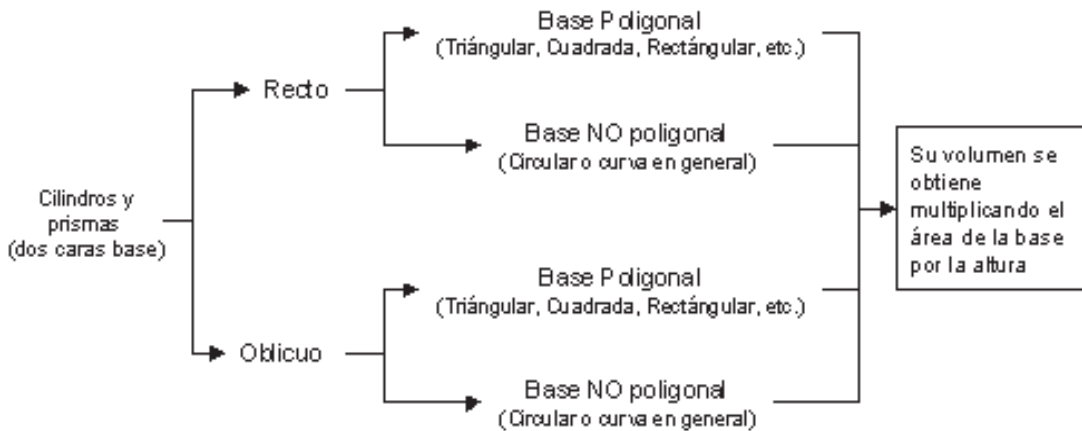 Cilindros y
prismas
(dos caras base)
Recto
Base Poligonal
(Triángular, Cuadrada, Rectángular, etc.)
Base NO poligonal
(Circular o curva en general)
Oblicuo
Base Poligonal
(Triángular, Cuadrada, Rectángular, etc.)
Base NO poligonal
(Circular o curva en general)
Su volumen se
obtiene
multiplicando el
área de la base
por la altura